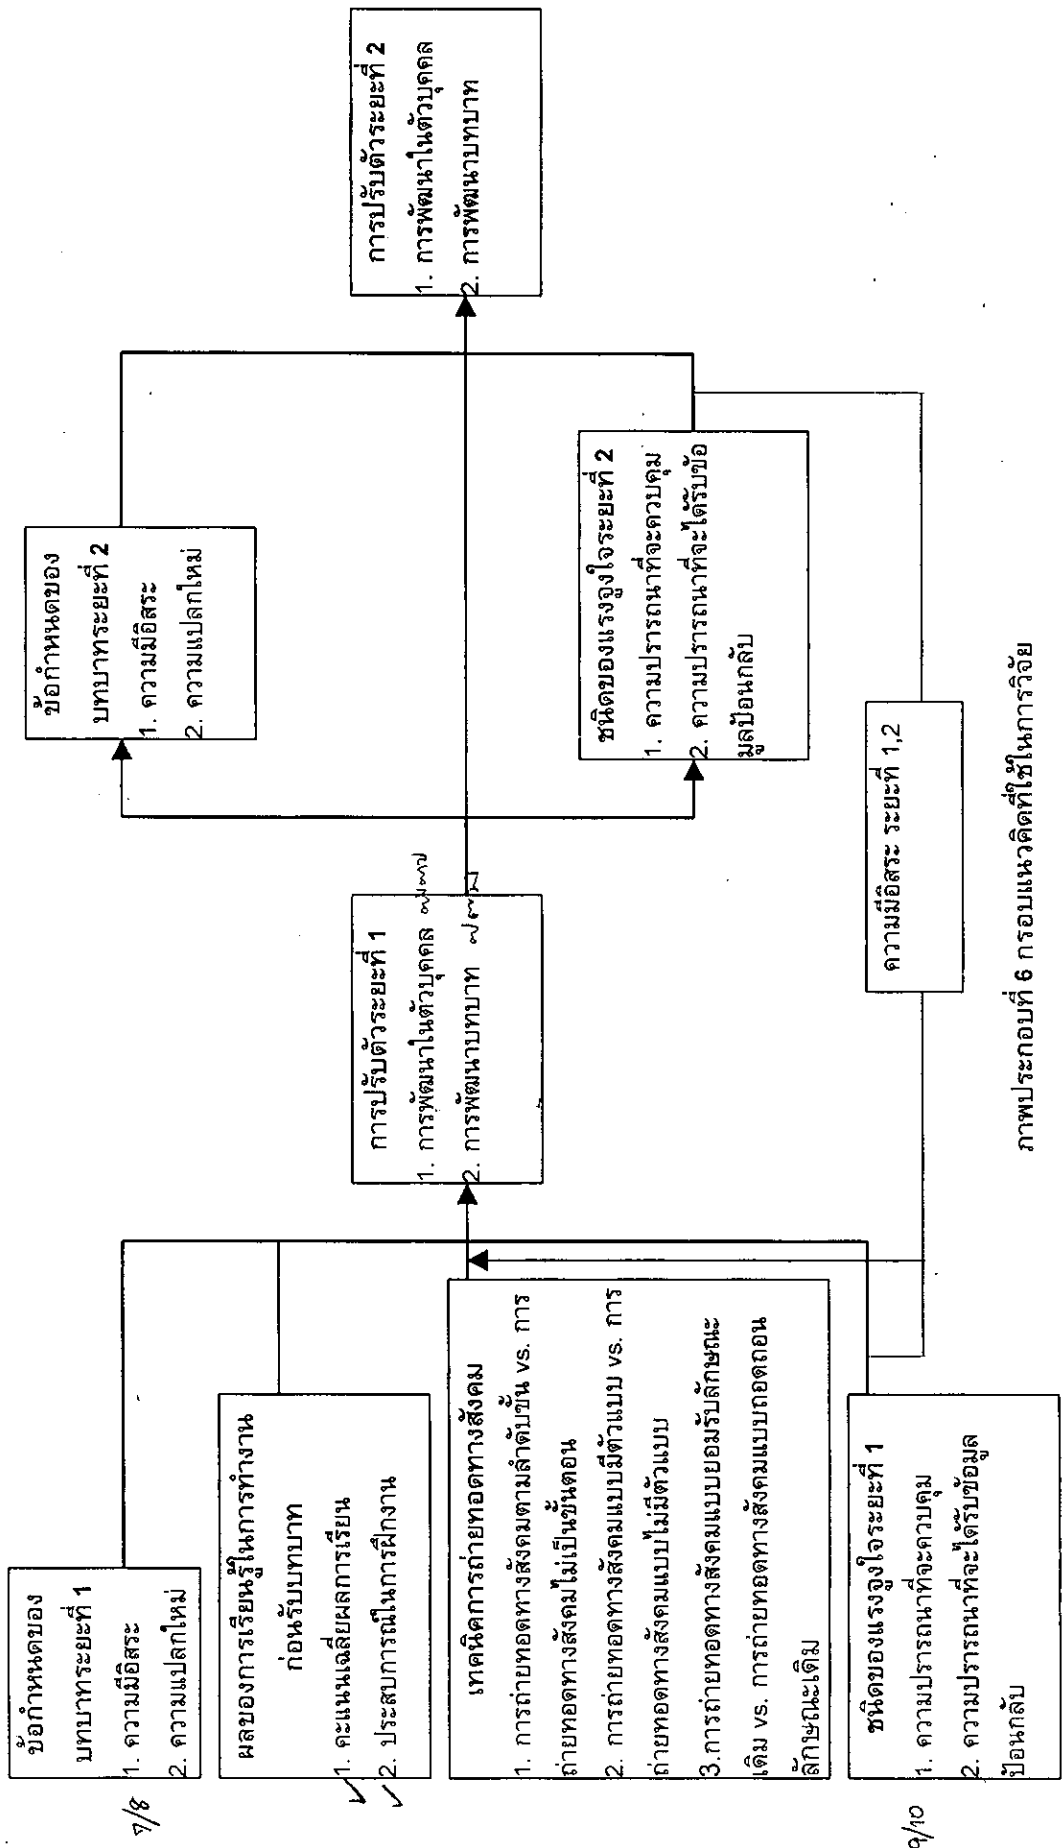 ข้อกำหนดของ
บทบาทระยะที่ 1
1. ความมีอิสระ
2. ความแปลกใหม่
7/8
ผลของการเรียนรู้ในการทำงาน
ก่อนรับบทบาท
1. คะแนนเฉลี่ยผลการเรียน
2. ประสบการณ์ในการฝึกงาน
เทคนิคการถ่ายทอดทางสังคม
1. การถ่ายทอดทางสังคมตามลำดับขั้น vs. การ
ถ่ายทอดทางสังคมไม่เป็นขั้นตอน
2. การถ่ายทอดทางสังคมแบบมีตัวแบบ vs. การ
ถ่ายทอดทางสังคมแบบไม่มีตัวแบบ
3.การถ่ายทอดทางสังคมแบบยอมรับลักษณะ
เดิม vs. การถ่ายทอดทางสังคมแบบถอดถอน
ลักษณะเดิม
ชนิดของแรงจูงใจระยะที่ 1
1. ความปรารถนาที่จะควบคุม
2. ความปรารถนาที่จะได้รับข้อมูล
ป้อนกลับ
9/10
การปรับตัวระยะที่ 1
1. การพัฒนาในตัวบุคคล
2. การพัฒนาบทบาท
ข้อกำหนดของ
บทบาทระยะที่ 2
1. ความมีอิสระ
2. ความแปลกใหม่
ชนิดของแรงจูงใจระยะที่ 2
1. ความปรารถนาที่จะควบคุม
2. ความปรารถนาที่จะได้รับข้อ
มูลป้อนกลับ
ความมีอิสระ ระยะที่ 1,2
การปรับตัวระยะที่ 2
1. การพัฒนาในตัวบุคคล
2. การพัฒนาบทบาท
ภาพประกอบที่ 6 กรอบแนวคิดที่ใช้ในการวิจัย